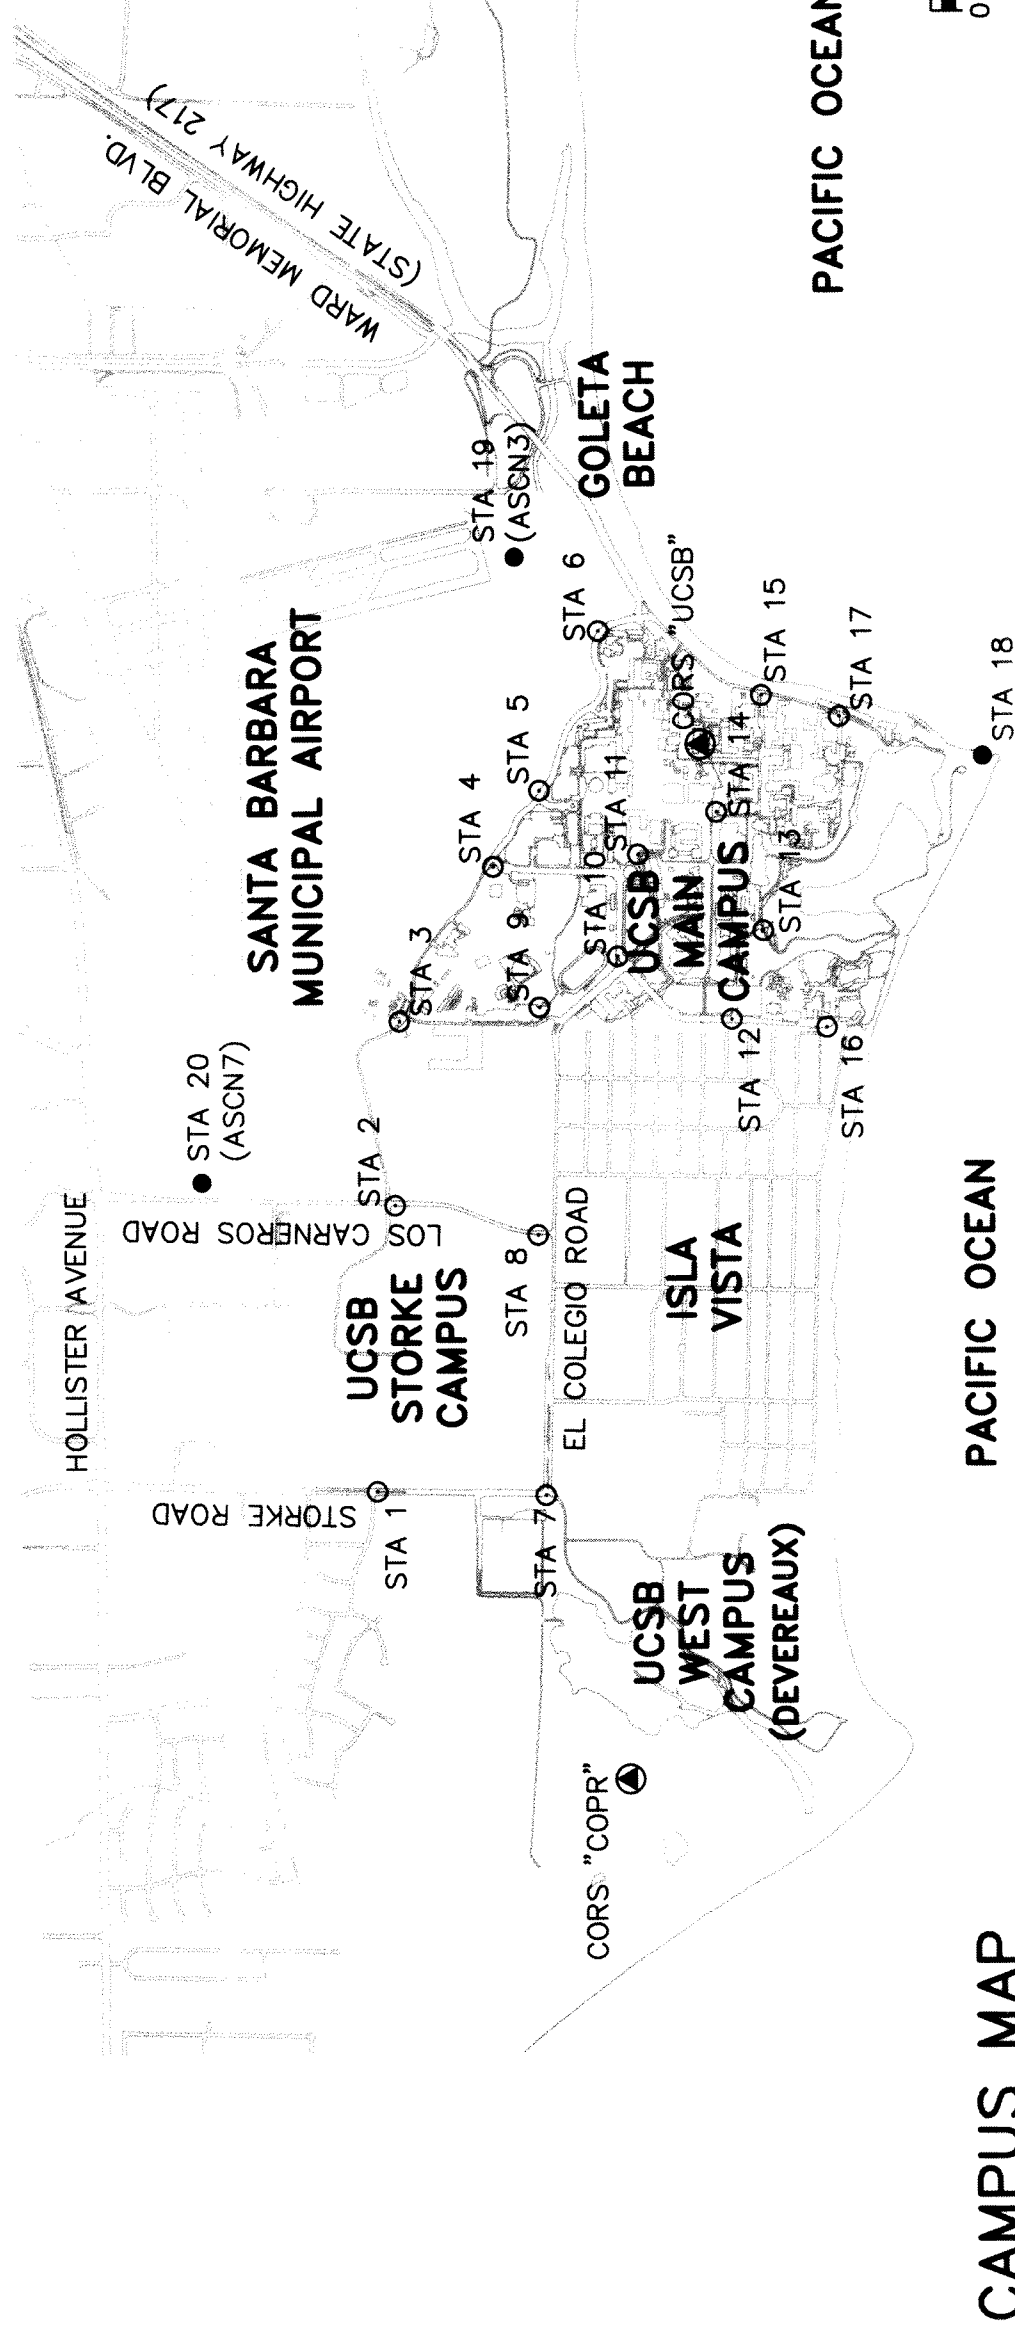 HOLLISTER AVENUE
STORKE ROAD
LOS CARNEROS ROAD
STA 20
(ASCN7)
SANTA BARBARA
MUNICIPAL AIRPORT
WARD MEMORIAL BLVD.
(STATE HIGHWAY 217)
STA 1
UCSB
STORKE
CAMPUS
STA 2
STA 3
STA 4
STA 5
STA 6
STA 19
(ASCN3)
GOLETA
BEACH
STA 7
STA 8
EL COLEGIO ROAD
STA 9
STA 10
STA 11
CORS "UCSB"
CORS "COPR"
UCSB
WEST
CAMPUS
(DEVEREAUX)
ISLA
VISTA
UCSB
MAIN
CAMPUS
STA 12
STA 13
STA 14
STA 15
STA 16
STA 17
STA 18
PACIFIC OCEAN
PACIFIC OCEAN
CAMPUS MAP
0